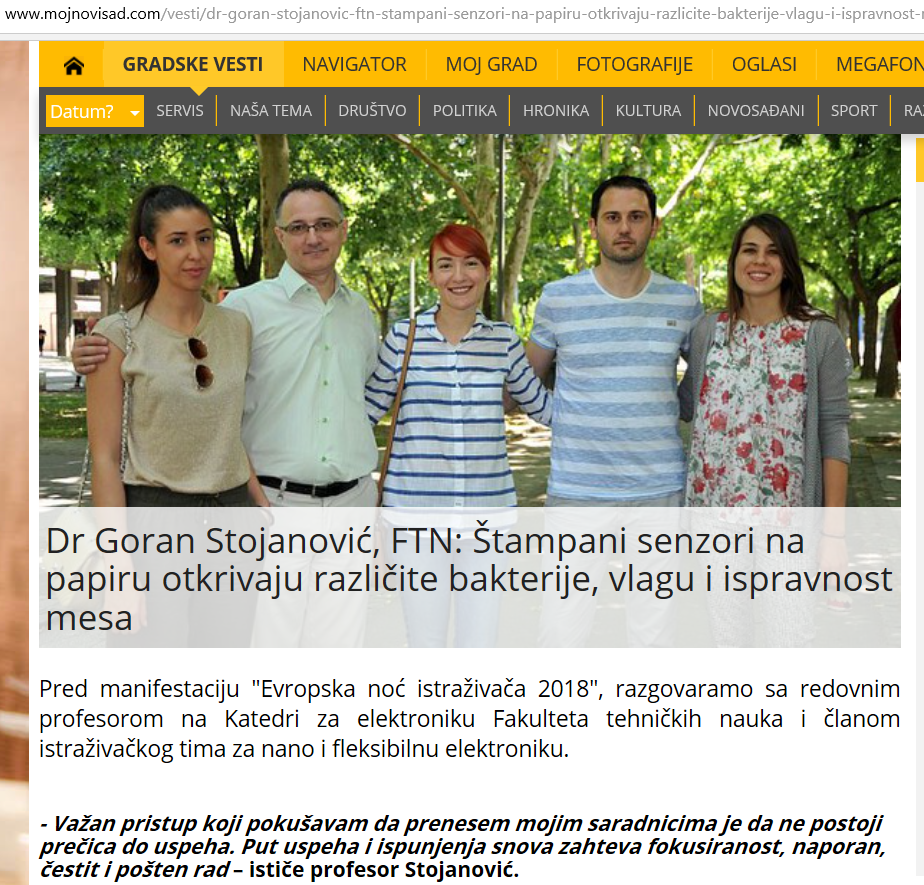 www.mojnovisad.com/vesti/dr-goran-stojanovic-ftn-stampani-senzori-na-papiru-otkrivaju-razlicite-bakterije-vlagu-i-ispravnost-
GRADSKE VESTI NAVIGATOR MOJ GRAD FOTOGRAFIJE OGLASI MEGAFON
Datum? SERVIS NAŠA TEMA DRUŠTVO POLITIKA HRONIKA KULTURA NOVOSAĐANI SPORT RA
Dr Goran Stojanović, FTN: Štampani senzori na
papiru otkrivaju različite bakterije, vlagu i ispravnost
mesa
Pred manifestaciju "Evropska noć istraživača 2018", razgovaramo sa redovnim
profesorom na Katedri za elektroniku Fakulteta tehničkih nauka i članom
istraživačkog tima za nano i fleksibilnu elektroniku.
- Važan pristup koji pokušavam da prenesem mojim saradnicima je da ne postoji
prečica do uspeha. Put uspeha i ispunjenja snova zahteva fokusiranost, naporan,
čestit i pošten rad – ističe profesor Stojanović.